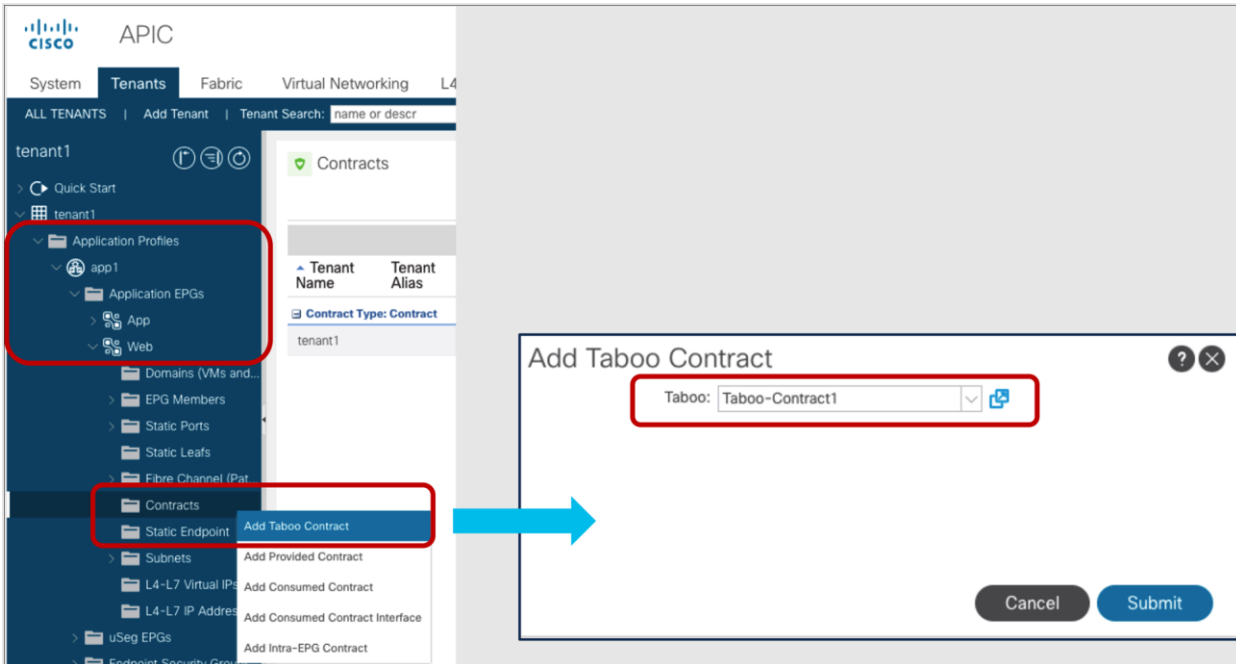 CISCO APIC
System Tenants Fabric Virtual Networking L4
ALL TENANTS | Add Tenant | Tenant Search: name or descr
tenant1
Quick Start
tenant1
Application Profiles
app1
Application EPGs
App
Web
Domains (VMs and...
EPG Members
Static Ports
Static Leafs
Fibre Channel (Pat...
Contracts
Static Endpoint
Subnets
L4-L7 Virtual IPs
L4-L7 IP Addres
uSeg EPGs
Endpoint Security Grou
Contracts
Tenant Name
Tenant Alias
Contract Type: Contract
tenant1
Add Taboo Contract
Add Provided Contract
Add Consumed Contract
Add Consumed Contract Interface
Add Intra-EPG Contract
Add Taboo Contract
Taboo: Taboo-Contract1
Cancel Submit